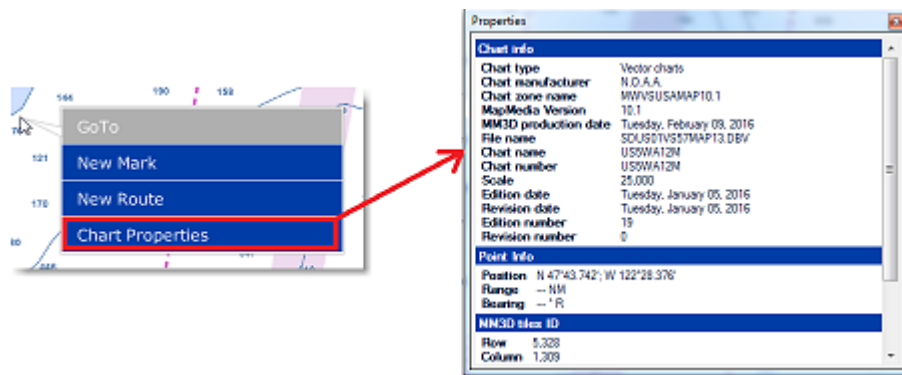 144
190
158
GoTo
121
New Mark
170
New Route
Chart Properties
Properties
Chart info
Chart type Vector charts
Chart manufacturer N.O.A.A.
Chart zone name MWVSUSAMAP10.1
MapMedia Version 10.1
MM3D production date Tuesday, February 09, 2016
File name SDUS01VS57MAP13.DBV
Chart name US5WA12M
Chart number US5WA12M
Scale 25,000
Edition date Tuesday, January 05, 2016
Revision date Tuesday, January 05, 2016
Edition number 19
Revision number 0
Point Info
Position N 47°43.742'; W 122°28.376'
Range -- NM
Bearing --° R
MM3D tiles ID
Row 5,328
Column 1,309